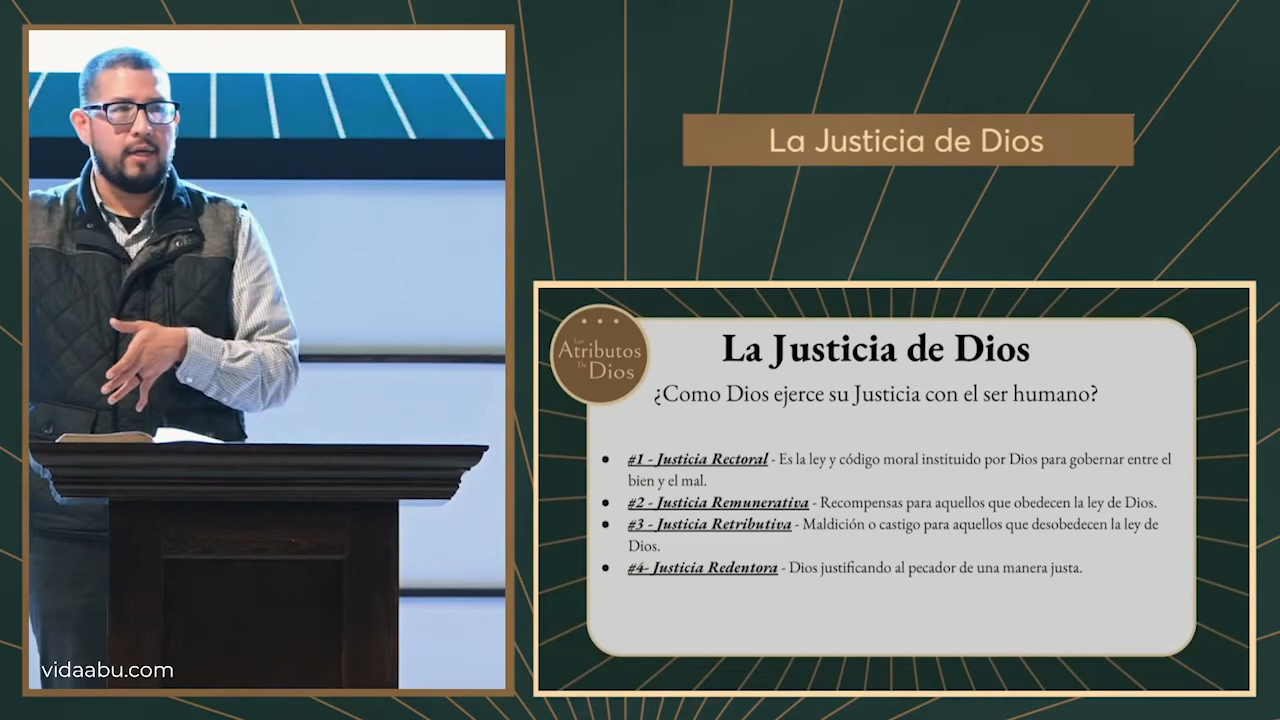 La Justicia de Dios
Los
Atributos
De
Dios
La Justicia de Dios
¿Como Dios ejerce su Justicia con el ser humano?
#1 - Justicia Rectoral - Es la ley y código moral instituido por Dios para gobernar entre el
bien y el mal.
#2 - Justicia Remunerativa - Recompensas para aquellos que obedecen la ley de Dios.
#3 - Justicia Retributiva - Maldición o castigo para aquellos que desobedecen la ley de
Dios.
#4- Justicia Redentora - Dios justificando al pecador de una manera justa.
vidaabu.com